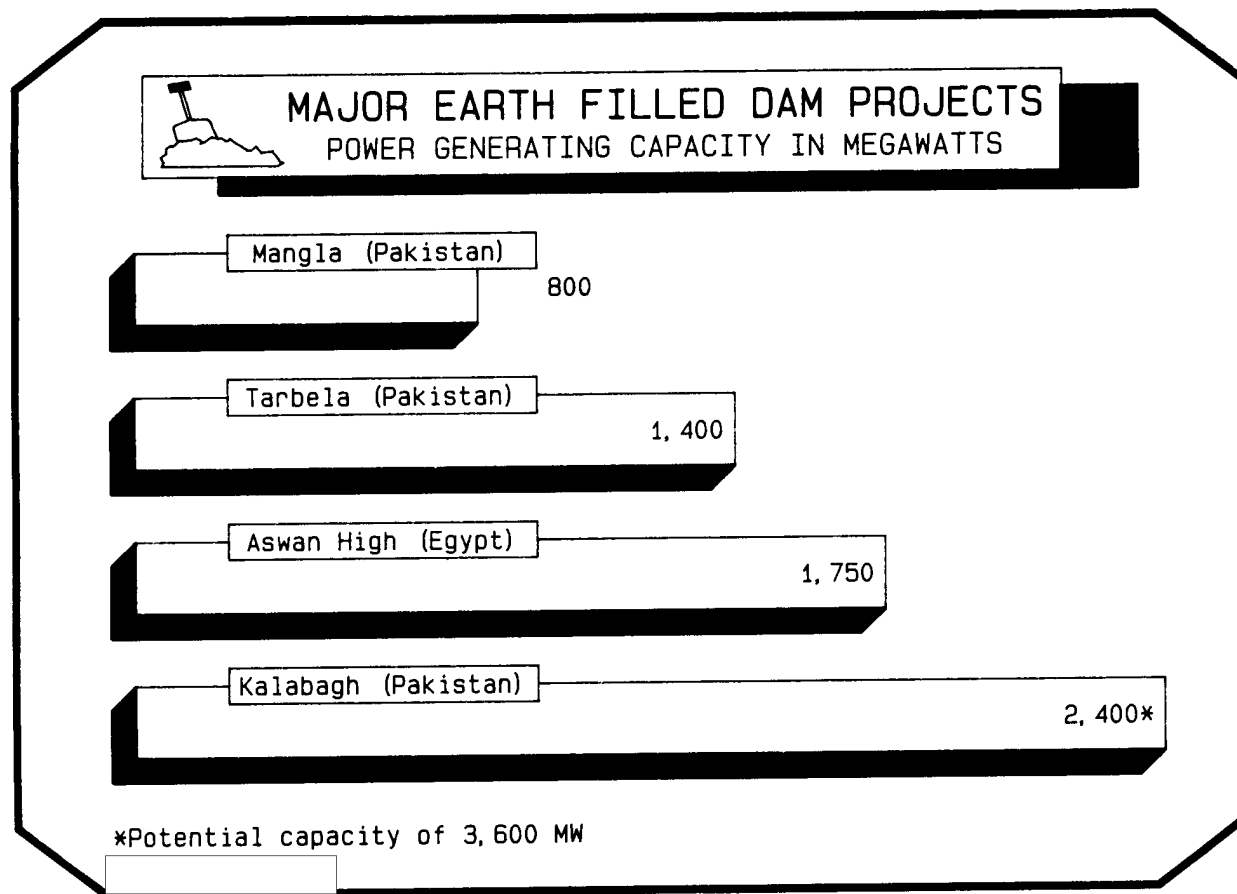 MAJOR EARTH FILLED DAM PROJECTS
POWER GENERATING CAPACITY IN MEGAWATTS
Mangla (Pakistan)
800
Tarbela (Pakistan)
1,400
Aswan High (Egypt)
1,750
Kalabagh (Pakistan)
2,400*
*Potential capacity of 3,600 MW